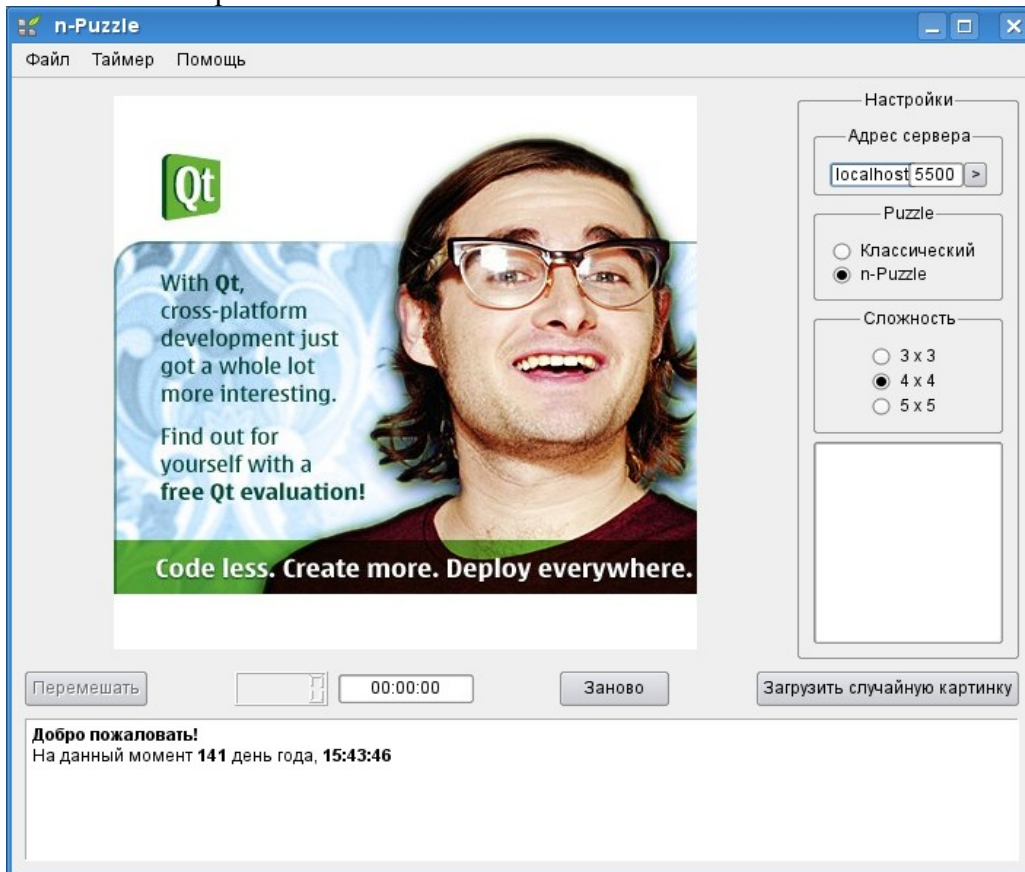 n-Puzzle
Файл Таймер Помощь
Настройки
Адрес сервера
localhost 5500 >
Puzzle
Классический
n-Puzzle
Сложность
3 x 3
4 x 4
5 x 5
Qt
With Qt,
cross-platform
development just
got a whole lot
more interesting.
Find out for
yourself with a
free Qt evaluation!
Code less. Create more. Deploy everywhere.
Перемешать 0 00:00:00 Заново Загрузить случайную картинку
Добро пожаловать!
На данный момент 141 день года, 15:43:46